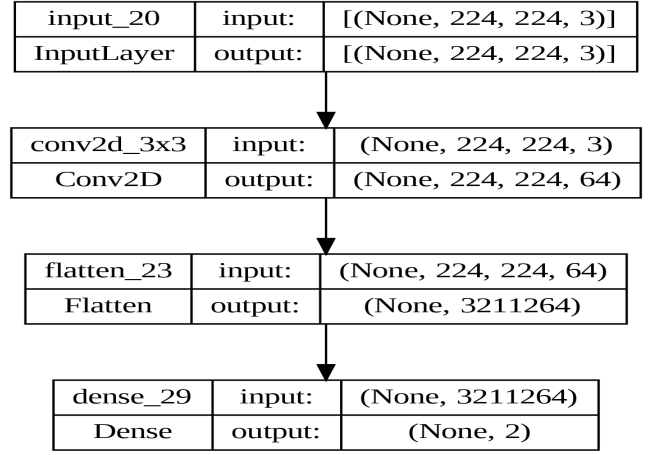 input_20 input: [(None, 224, 224, 3)]
InputLayer output: [(None, 224, 224, 3)]
conv2d_3x3 input: (None, 224, 224, 3)
Conv2D output: (None, 224, 224, 64)
flatten_23 input: (None, 224, 224, 64)
Flatten output: (None, 3211264)
dense_29 input: (None, 3211264)
Dense output: (None, 2)